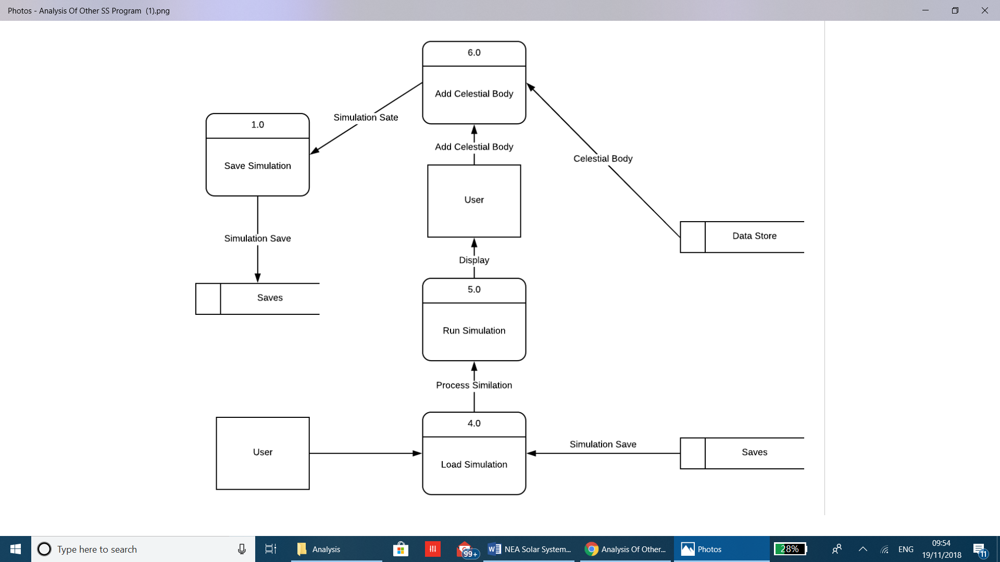 Photos - Analysis Of Other SS Program  (1).png
6.0
Add Celestial Body
Simulation Sate
1.0
Save Simulation
Add Celestial Body
Celestial Body
User
Data Store
Simulation Save
Display
Saves
5.0
Run Simulation
Process Similation
4.0
User
Load Simulation
Simulation Save
Saves
Type here to search
Analysis
99+
NEA Solar System...
Analysis Of Other...
Photos
28%
ENG
09:54
19/11/2018
11